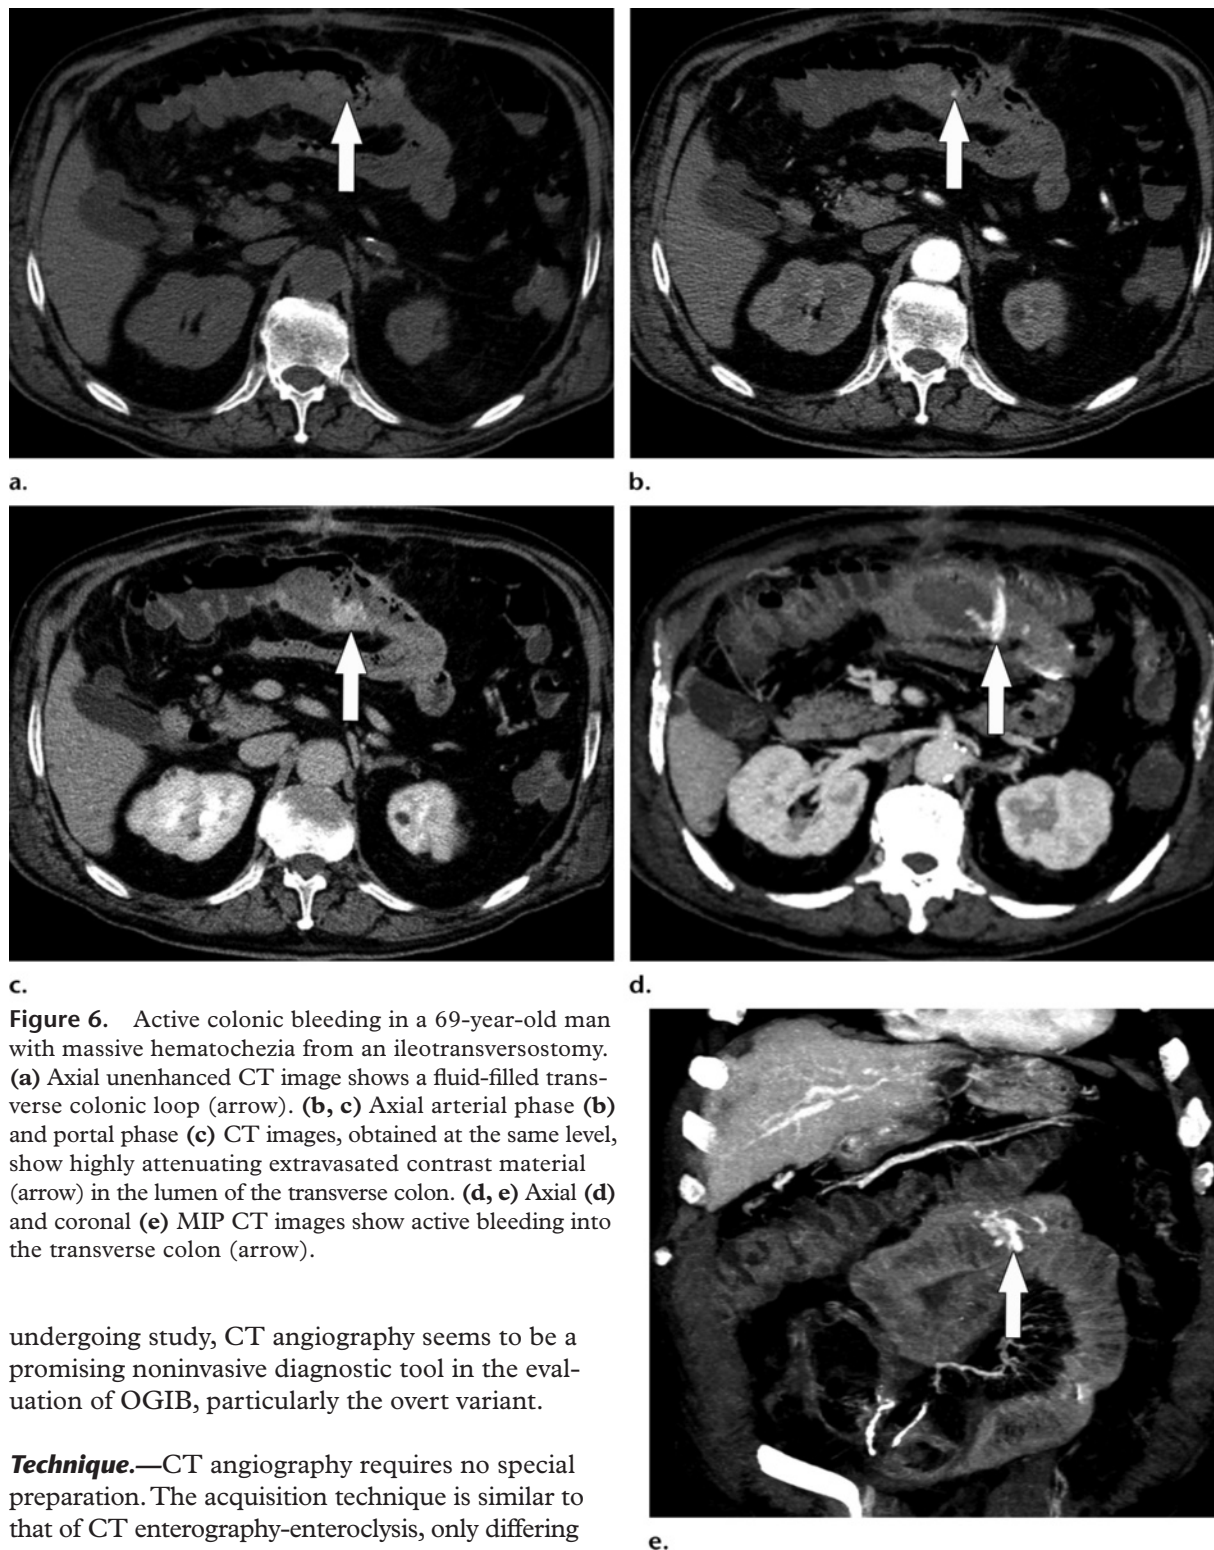 a.
b.
c.
d.
Figure 6. Active colonic bleeding in a 69-year-old man
with massive hematochezia from an ileotransversostomy.
(a) Axial unenhanced CT image shows a fluid-filled trans-
verse colonic loop (arrow). (b, c) Axial arterial phase (b)
and portal phase (c) CT images, obtained at the same level,
show highly attenuating extravasated contrast material
(arrow) in the lumen of the transverse colon. (d, e) Axial (d)
and coronal (e) MIP CT images show active bleeding into
the transverse colon (arrow).
undergoing study, CT angiography seems to be a
promising noninvasive diagnostic tool in the eval-
uation of OGIB, particularly the overt variant.
Technique.—CT angiography requires no special
preparation. The acquisition technique is similar to
that of CT enterography-enteroclysis, only differing
e.